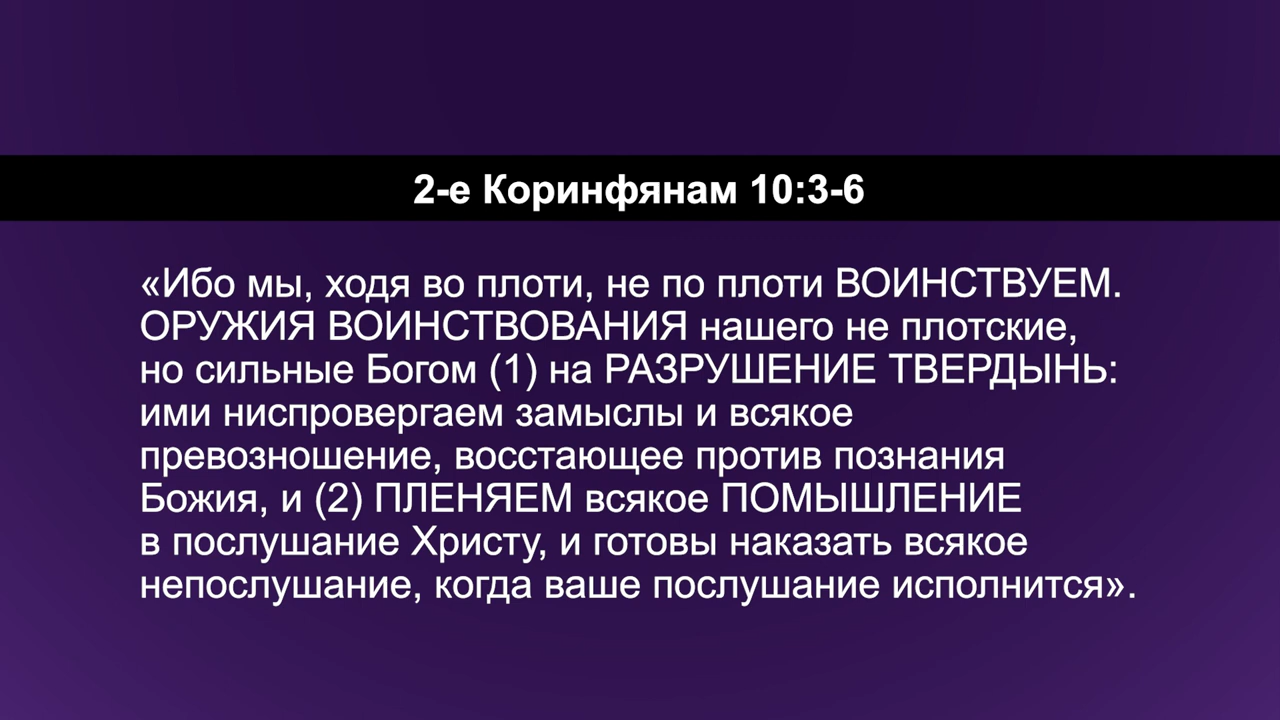 2-е Коринфянам 10:3-6
«Ибо мы, ходя во плоти, не по плоти ВОИНСТВУЕМ.
ОРУЖИЯ ВОИНСТВОВАНИЯ нашего не плотские,
но сильные Богом (1) на РАЗРУШЕНИЕ ТВЕРДЫНЬ:
ими ниспровергаем замыслы и всякое
превозношение, восстающее против познания
Божия, и (2) ПЛЕНЯЕМ всякое ПОМЫШЛЕНИЕ
в послушание Христу, и готовы наказать всякое
непослушание, когда ваше послушание исполнится».